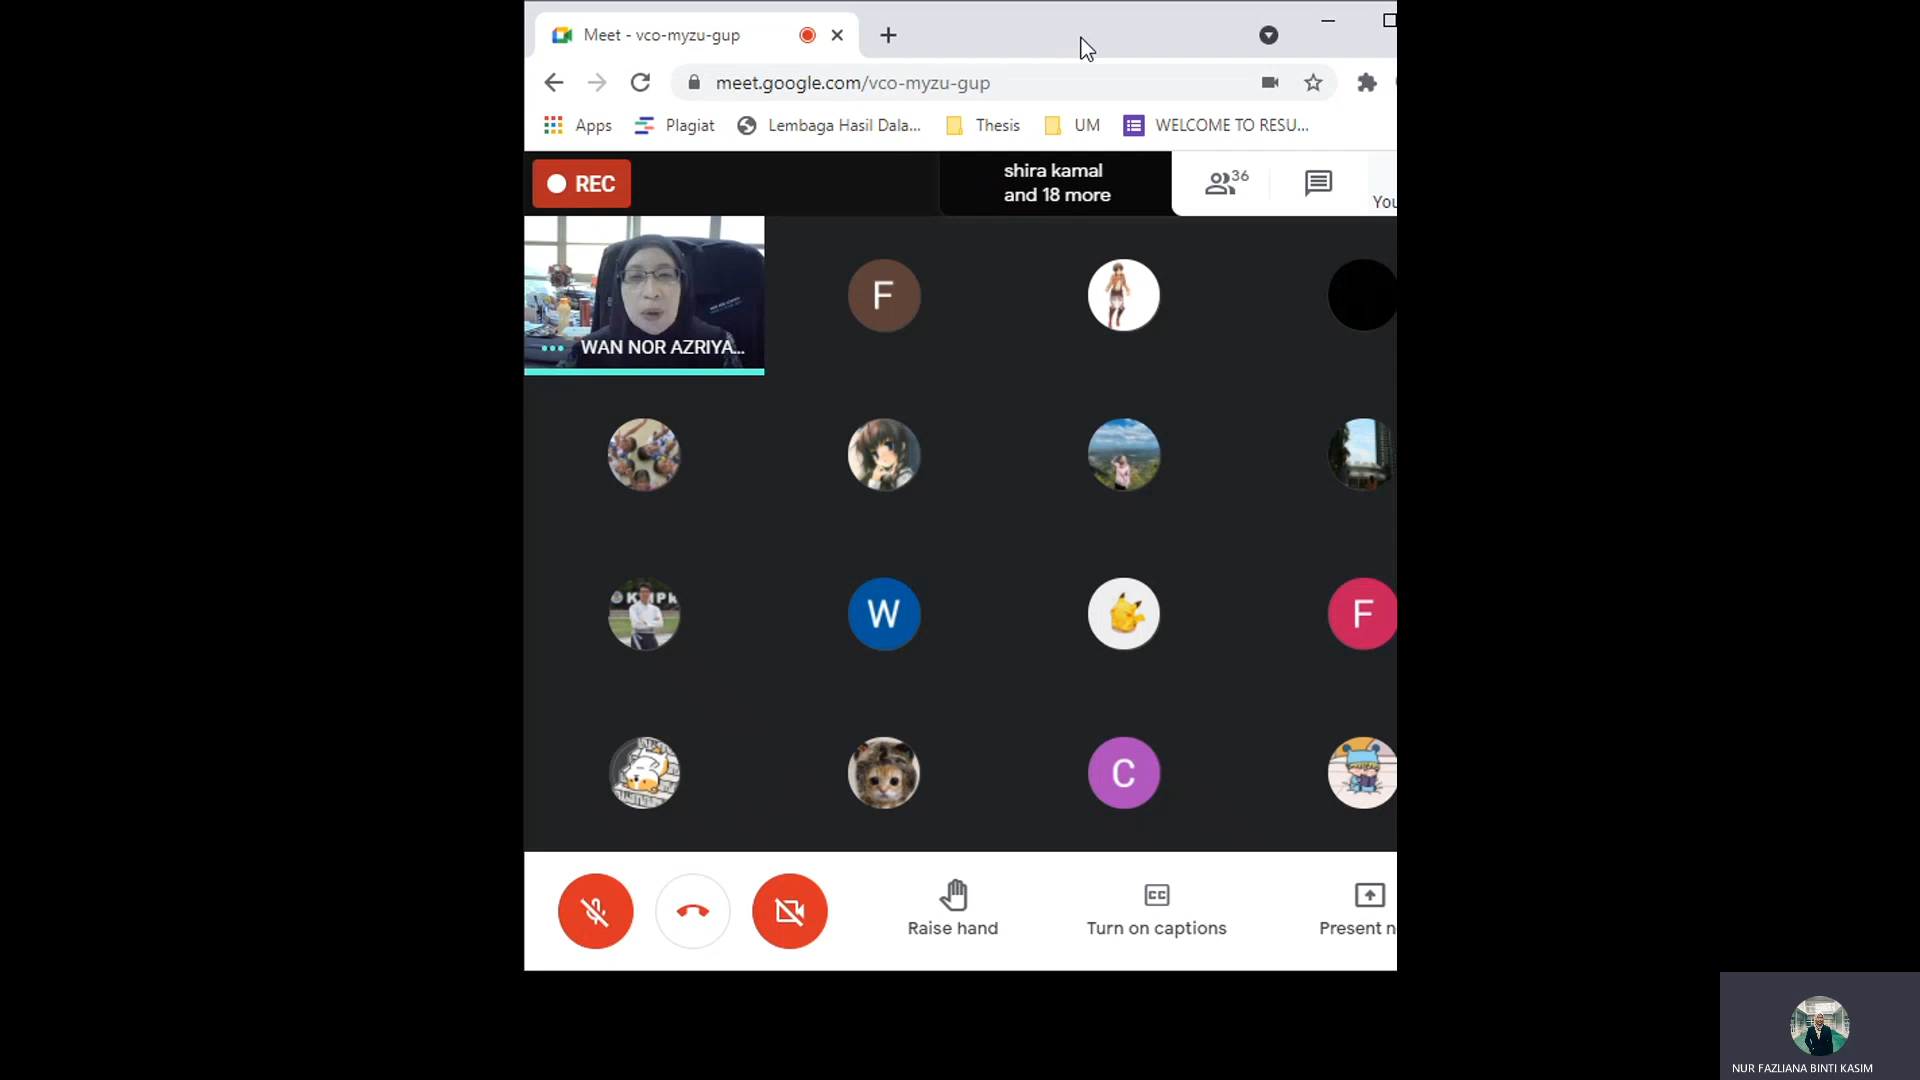 Meet - vco-myzu-gup
meet.google.com/vco-myzu-gup
Apps Plagiat Lembaga Hasil Dala... Thesis UM WELCOME TO RESU...
REC
shira kamal
and 18 more
36
You
WAN NOR AZRIYA...
F
W
F
C
CC
Raise hand Turn on captions Present n
NUR FAZLIANA BINTI KASIM